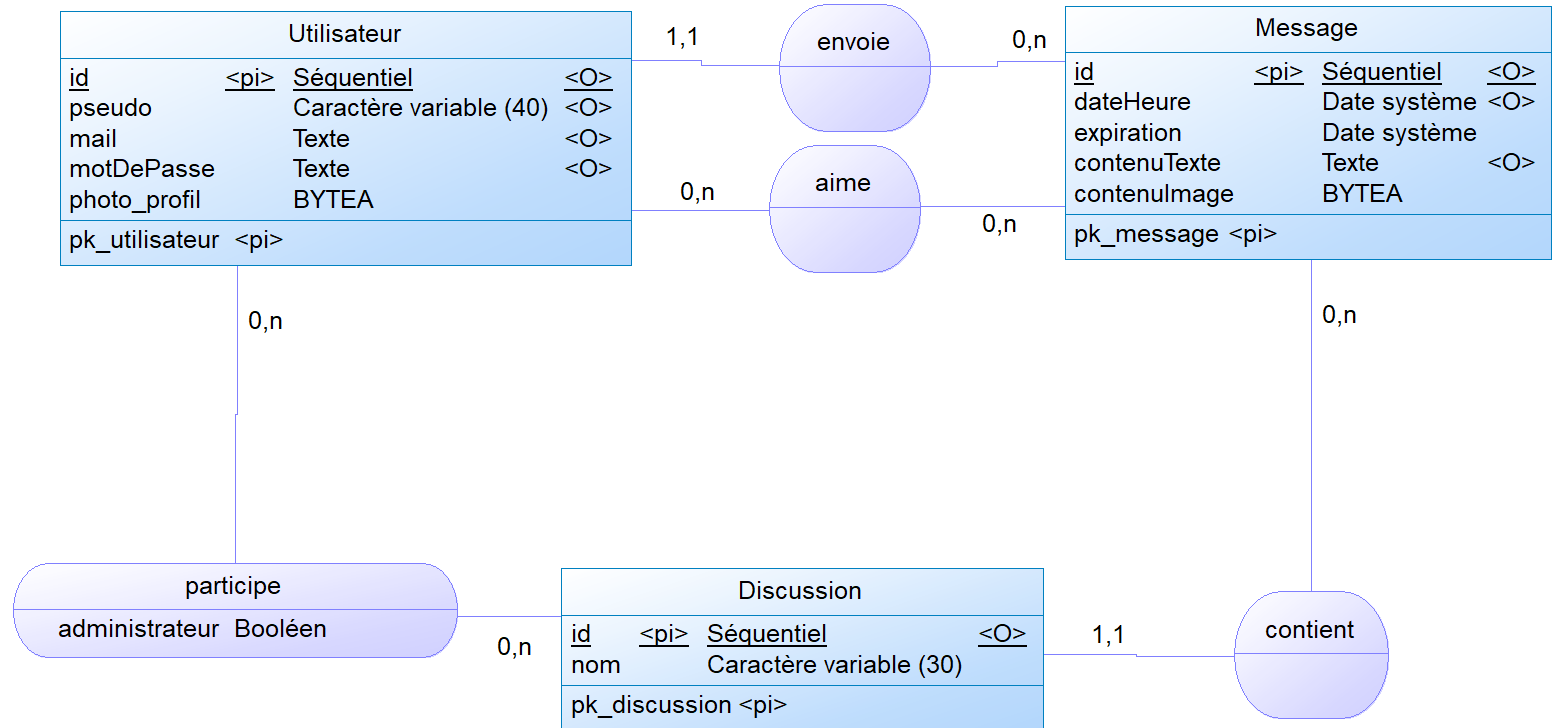 Utilisateur
id <pi> Séquentiel <O>
pseudo Caractère variable (40) <O>
mail Texte <O>
motDePasse Texte <O>
photo_profil BYTEA
pk_utilisateur <pi>
1,1
envoie
0,n
Message
id <pi> Séquentiel <O>
dateHeure Date système <O>
expiration Date système
contenuTexte Texte <O>
contenuImage BYTEA
pk_message <pi>
0,n
aime
0,n
0,n
0,n
participe
administrateur Booléen
0,n
Discussion
id <pi> Séquentiel <O>
nom Caractère variable (30)
pk_discussion <pi>
1,1
contient